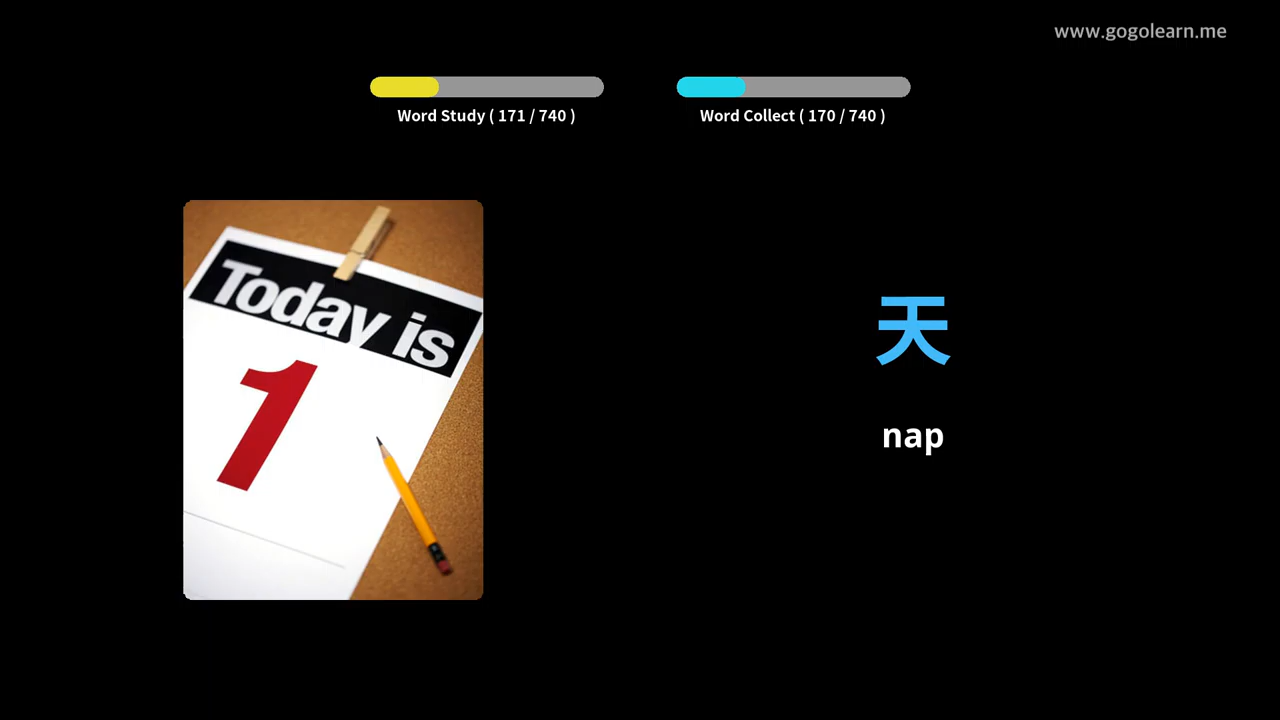 www.gogolearn.me
Word Study ( 171 / 740 )
Word Collect ( 170 / 740 )
Today is
1
天
nap